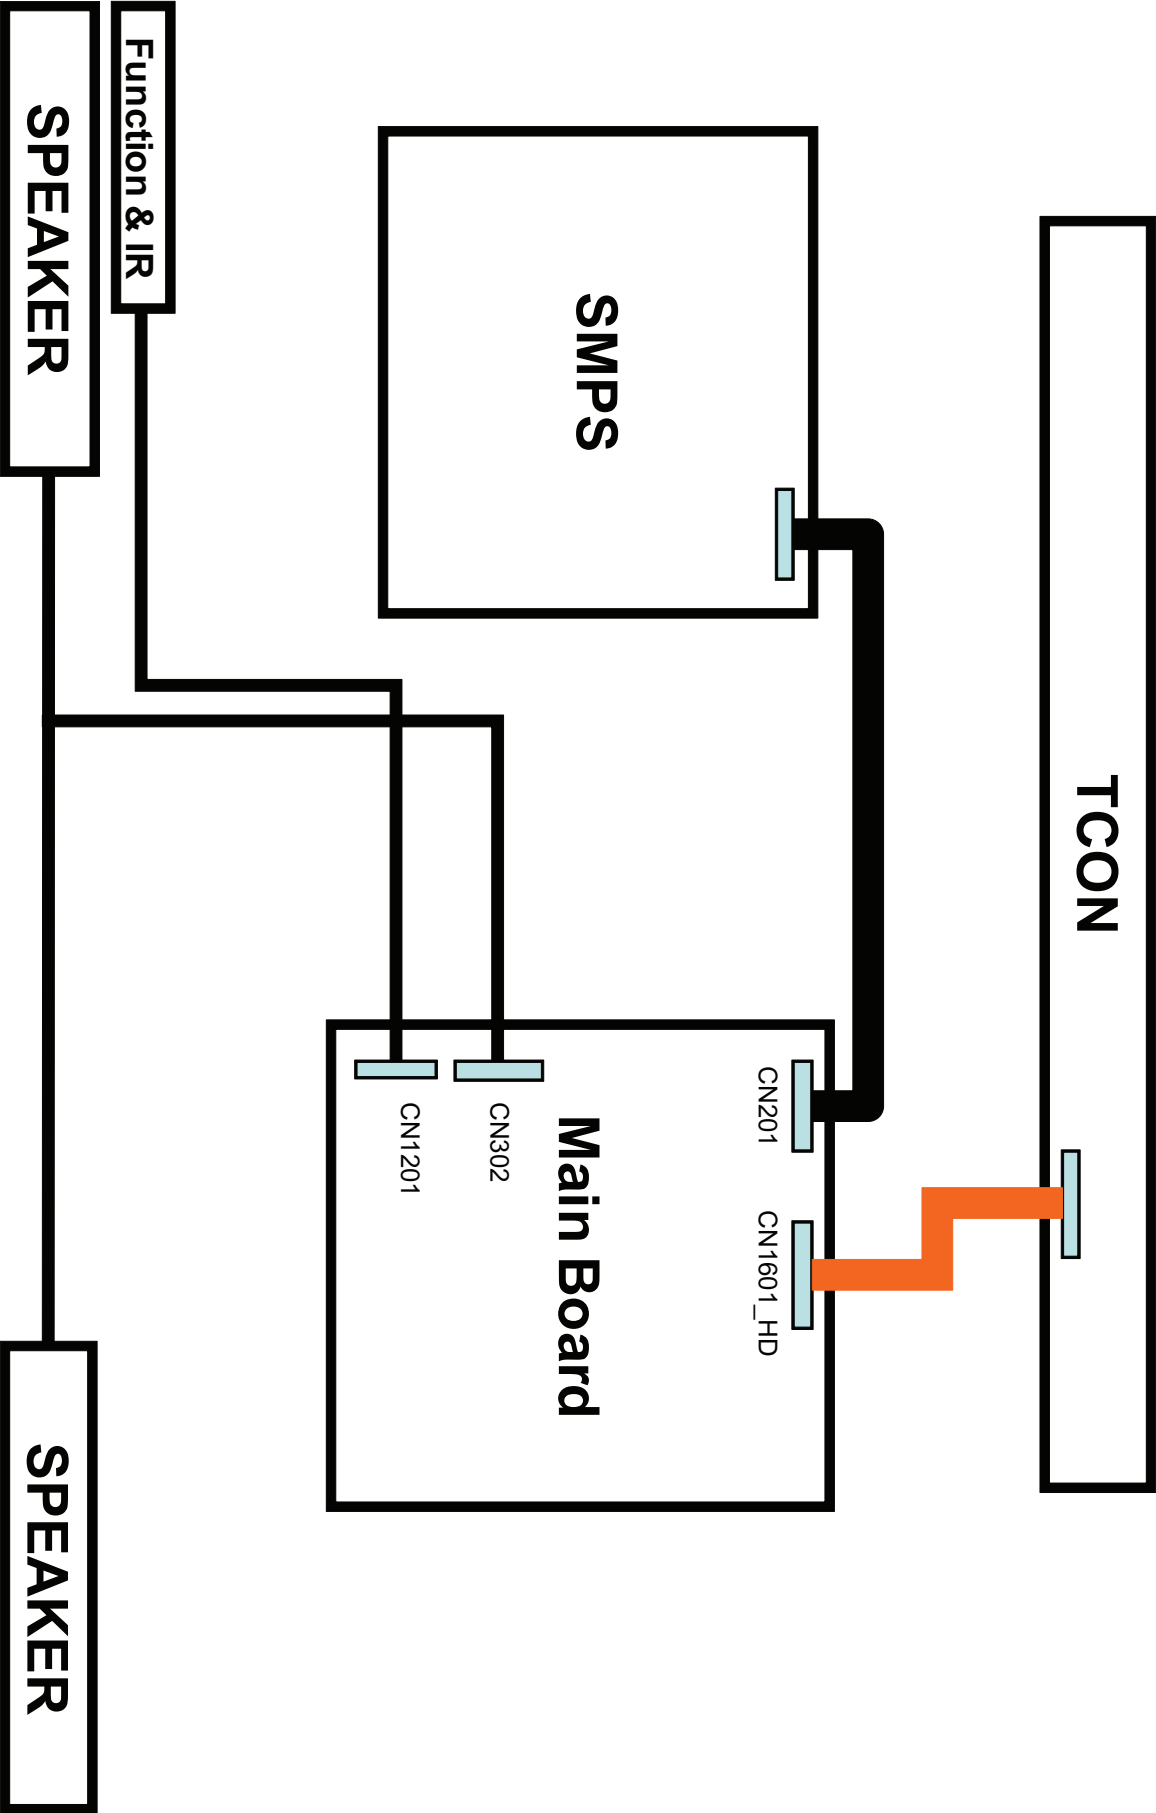 TCON
SMPS
CN201
CN1601_HD
Main Board
CN302
CN1201
Function & IR
SPEAKER
SPEAKER